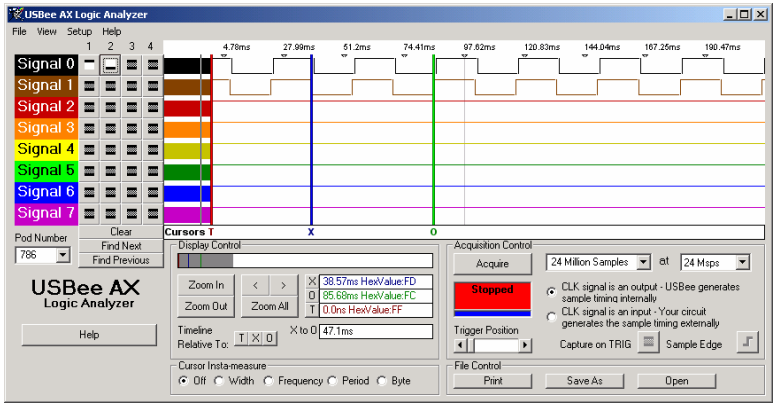 USBee AX Logic Analyzer
File View Setup Help
1 2 3 4
4.78ms 27.99ms 51.2ms 74.41ms 97.62ms 120.83ms 144.04ms 167.25ms 190.47ms
Signal 0
Signal 1
Signal 2
Signal 3
Signal 4
Signal 5
Signal 6
Signal 7
Clear
Find Next
Find Previous
Pod Number
786
USBee AX
Logic Analyzer
Help
Cursors T X O
Display Control
Zoom In < > X 38.57ms HexValue:FD
O 85.68ms HexValue:FC
Zoom Out Zoom All T 0.0ns HexValue:FF
Timeline
Relative To: T X O X to O 47.1ms
Cursor Insta-measure
Off Width Frequency Period Byte
Acquisition Control
Acquire 24 Million Samples at 24 Msps
Stopped
CLK signal is an output - USBee generates
sample timing internally
CLK signal is an input - Your circuit
generates the sample timing externally
Trigger Position
Capture on TRIG Sample Edge
File Control
Print Save As Open